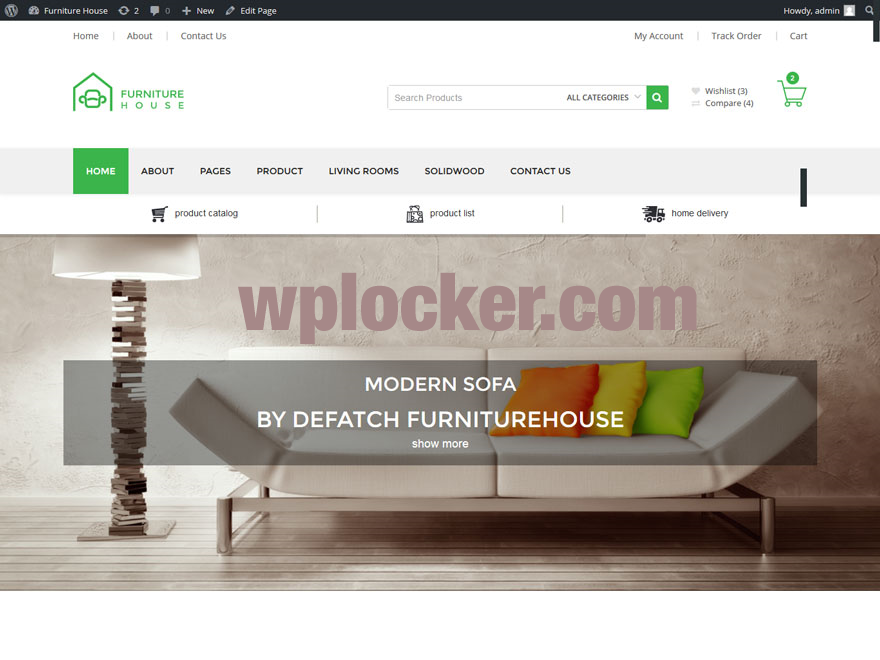 Furniture House 2 0 New Edit Page Howdy, admin
Home About Contact Us My Account Track Order Cart
FURNITURE
HOUSE
Search Products ALL CATEGORIES
Wishlist (3)
Compare (4)
2
HOME ABOUT PAGES PRODUCT LIVING ROOMS SOLIDWOOD CONTACT US
product catalog product list home delivery
wplocker.com
MODERN SOFA
BY DEFATCH FURNITUREHOUSE
show more